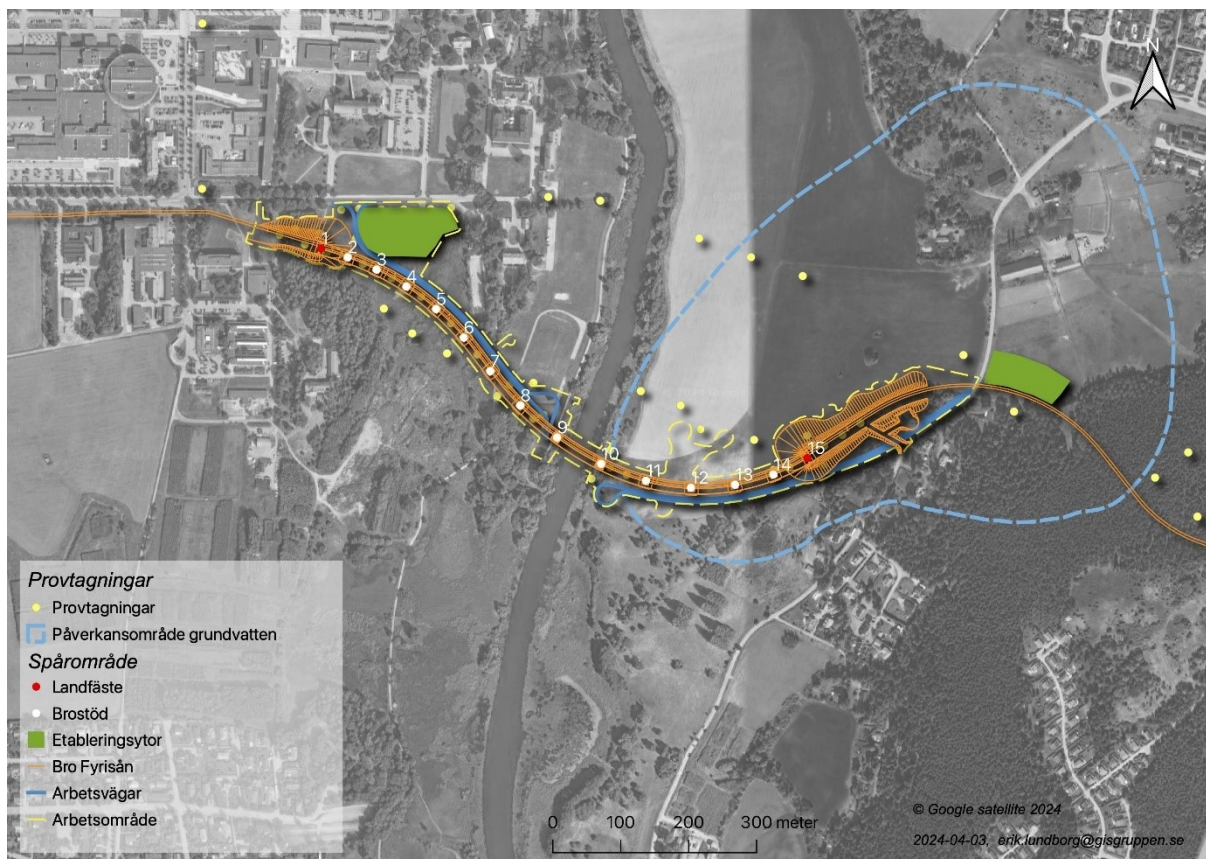 N
1
2
3
4
5
6
7
8
9
10
11
12
13
14
15
Provtagningar
Provtagningar
Påverkansområde grundvatten
Spårområde
Landfäste
Brostöd
Etableringsytor
Bro Fyrisån
Arbetsvägar
Arbetsområde
0 100 200 300 meter
© Google satellite 2024
2024-04-03, erik.lundborg@gisgruppen.se